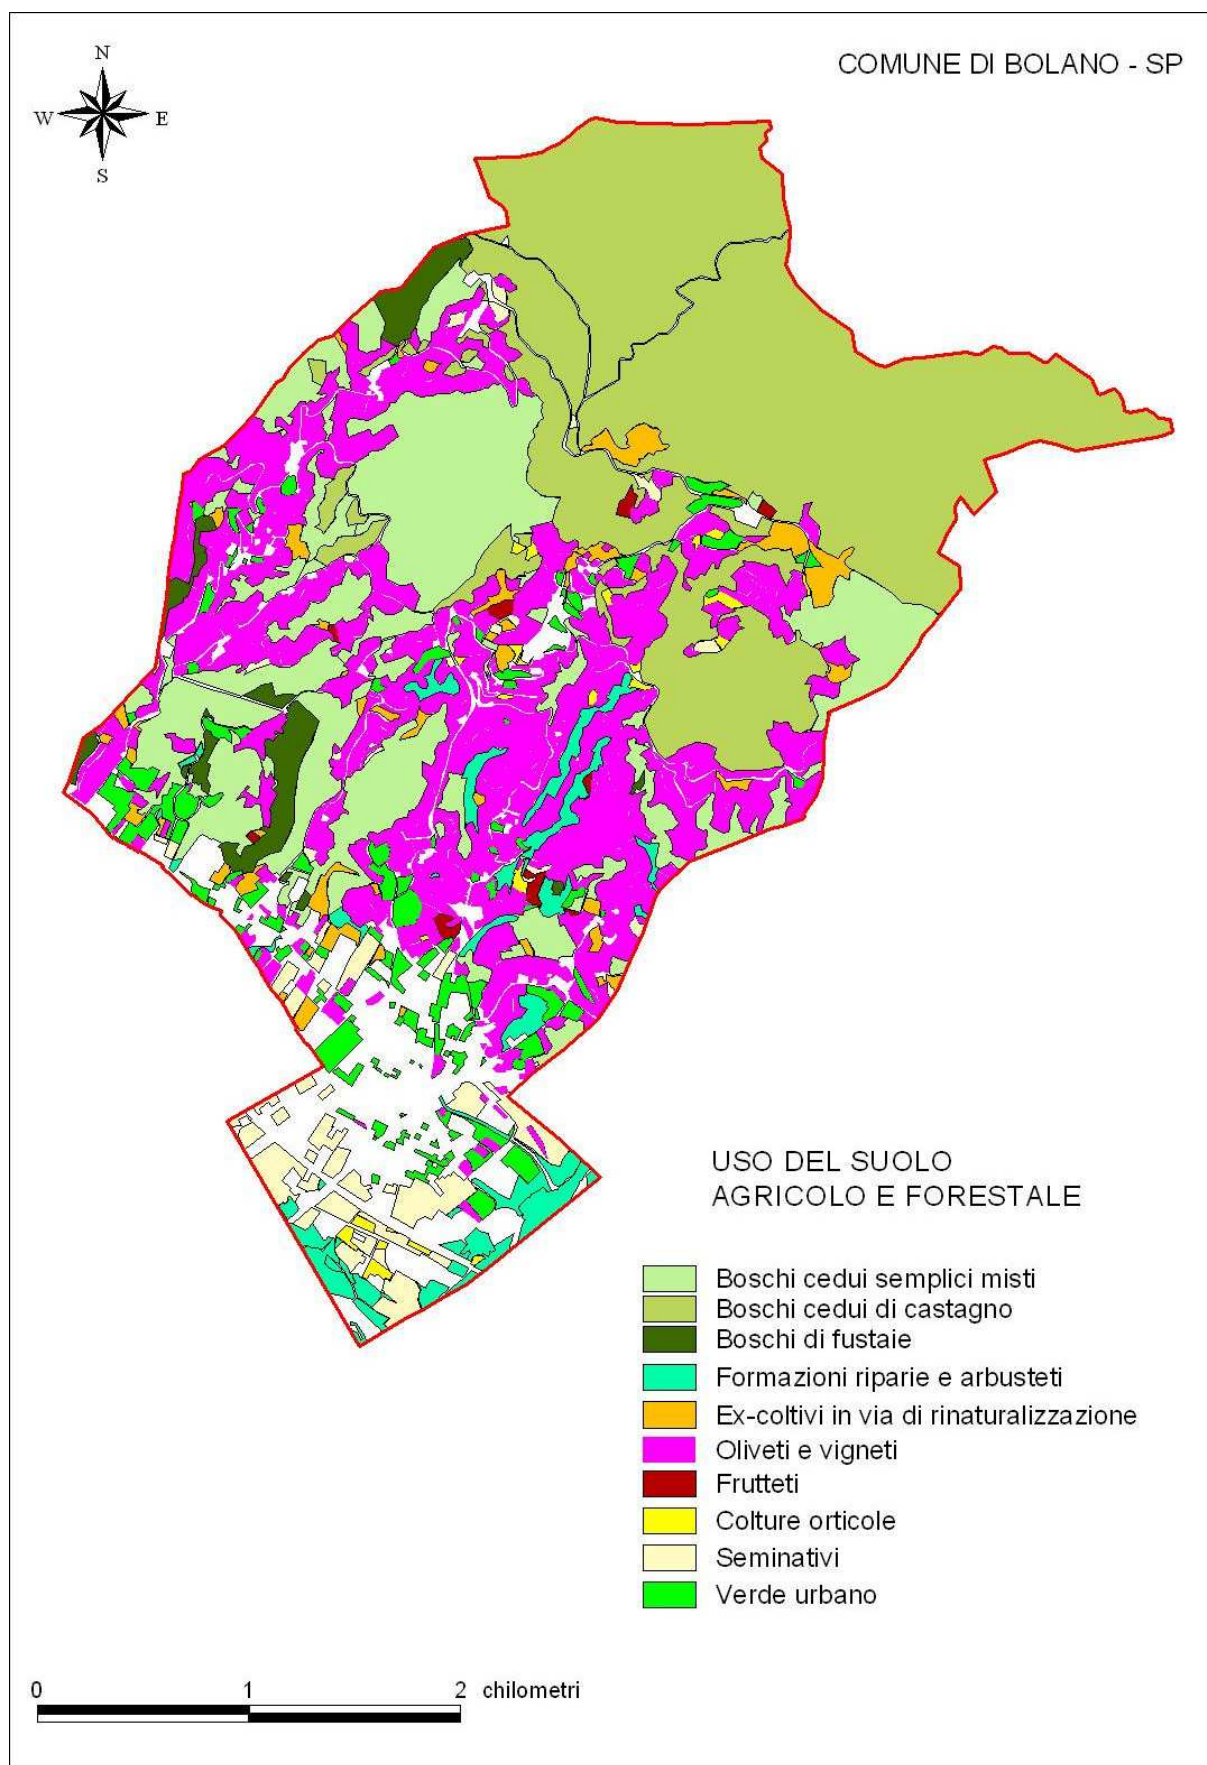 N
COMUNE DI BOLANO - SP
W E
S
USO DEL SUOLO
AGRICOLO E FORESTALE
Boschi cedui semplici misti
Boschi cedui di castagno
Boschi di fustaie
Formazioni riparie e arbusteti
Ex-coltivi in via di rinaturalizzazione
Oliveti e vigneti
Frutteti
Colture orticole
Seminativi
Verde urbano
0 1 2 chilometri